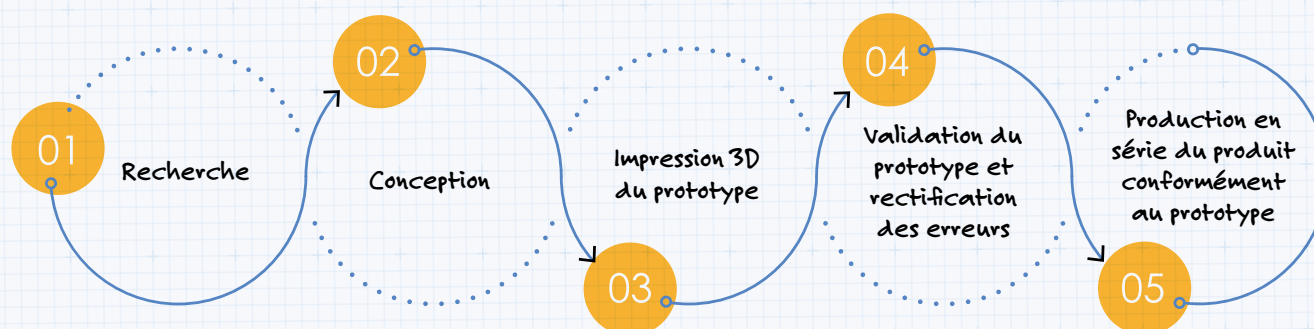 01
Recherche
02
Conception
03
Impression 3D
du prototype
04
Validation du
prototype et
rectification
des erreurs
05
Production en
série du produit
conformément
au prototype